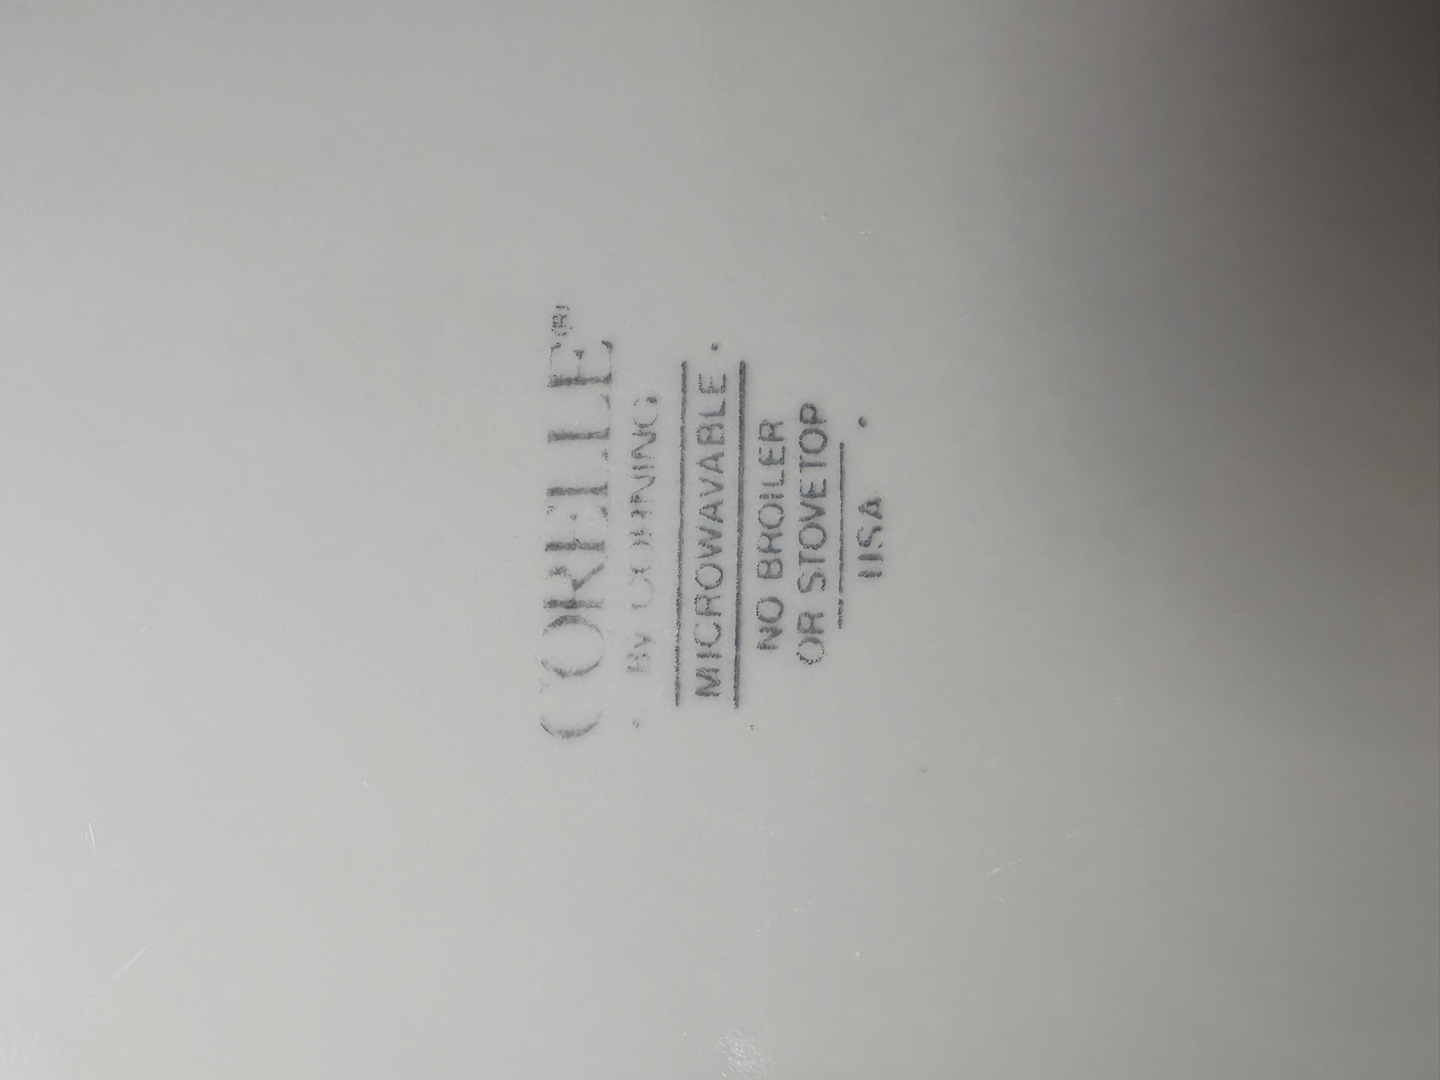 CORELLE (R)
BY CORNING
MICROWAVABLE
NO BROILER
OR STOVETOP
USA